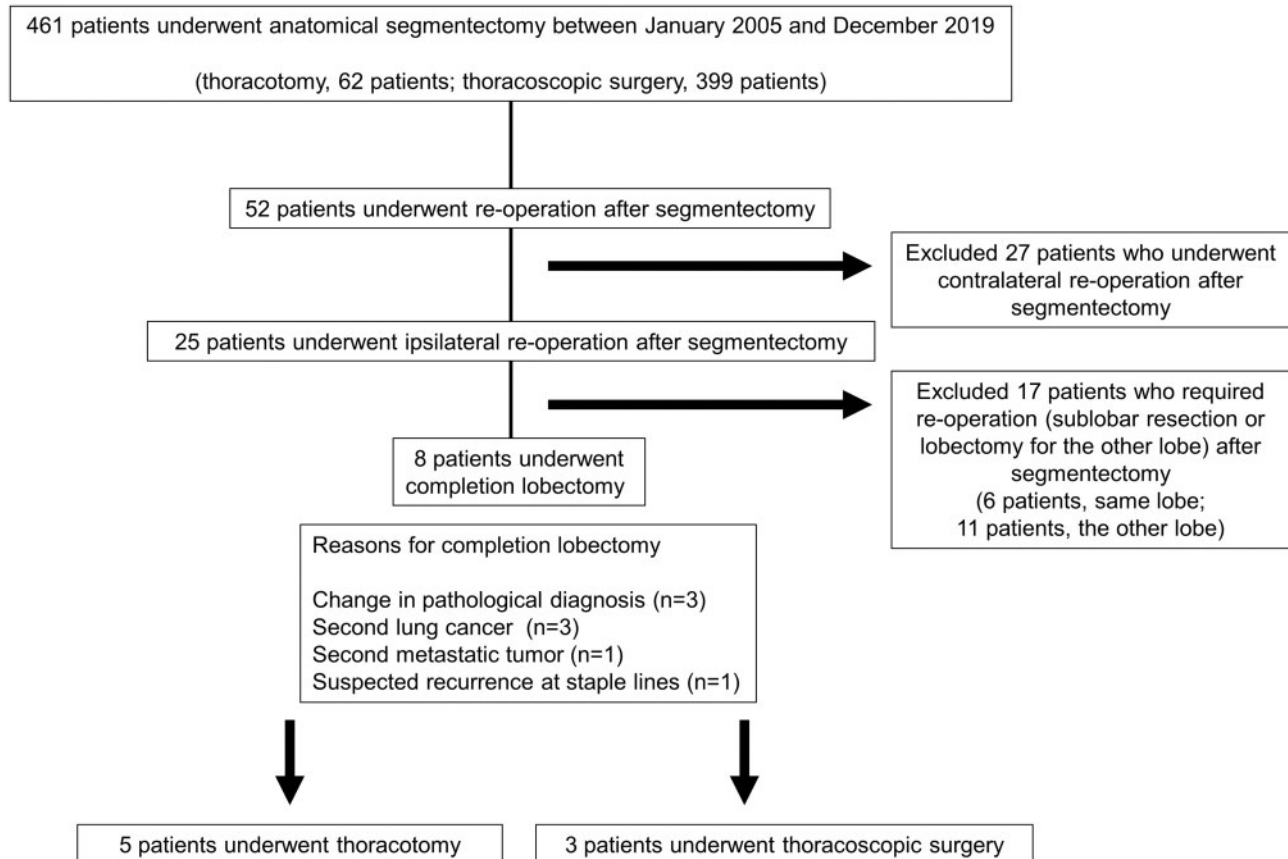 461 patients underwent anatomical segmentectomy between January 2005 and December 2019
(thoracotomy, 62 patients; thoracoscopic surgery, 399 patients)
52 patients underwent re-operation after segmentectomy
Excluded 27 patients who underwent
contralateral re-operation after
segmentectomy
25 patients underwent ipsilateral re-operation after segmentectomy
Excluded 17 patients who required
re-operation (sublobar resection or
lobectomy for the other lobe) after
segmentectomy
(6 patients, same lobe;
11 patients, the other lobe)
8 patients underwent
completion lobectomy
Reasons for completion lobectomy
Change in pathological diagnosis (n=3)
Second lung cancer (n=3)
Second metastatic tumor (n=1)
Suspected recurrence at staple lines (n=1)
5 patients underwent thoracotomy
3 patients underwent thoracoscopic surgery